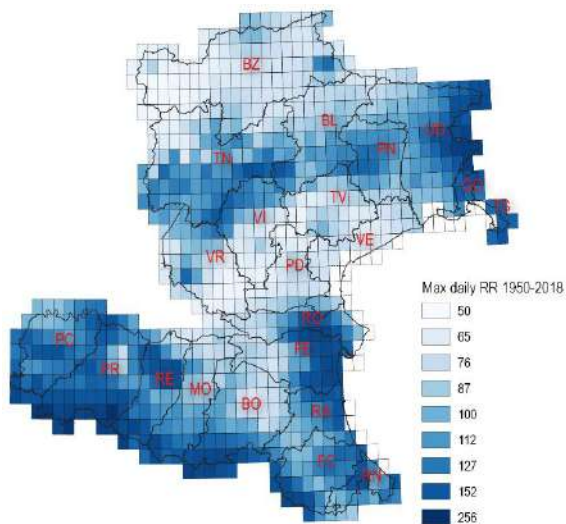 BZ
BL
UD
PN
TN
GO
TS
TV
VI
VE
VR
PD
Max daily RR 1950-2018
50
RO
65
PC
FE
76
PR
RE
87
MO
BO
100
RA
112
FC
127
RN
152
256